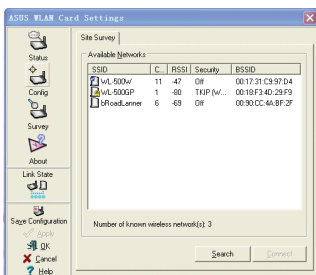 ASUS WLAN Card Settings
Status
Config
Survey
About
Link State
Save Configuration
Apply
OK
Cancel
Help
Site Survey
Available Networks
SSID C... RSSI Security BSSID
WL-500W 11 -47 Off 00:17:31:C9:97:D4
WL-500GP 1 -80 TKIP (W... 00:18:F3:4D:29:F9
bRoadLanner 6 -69 Off 00:90:CC:4A:BF:2F
Number of known wireless network(s): 3
Search
Connect